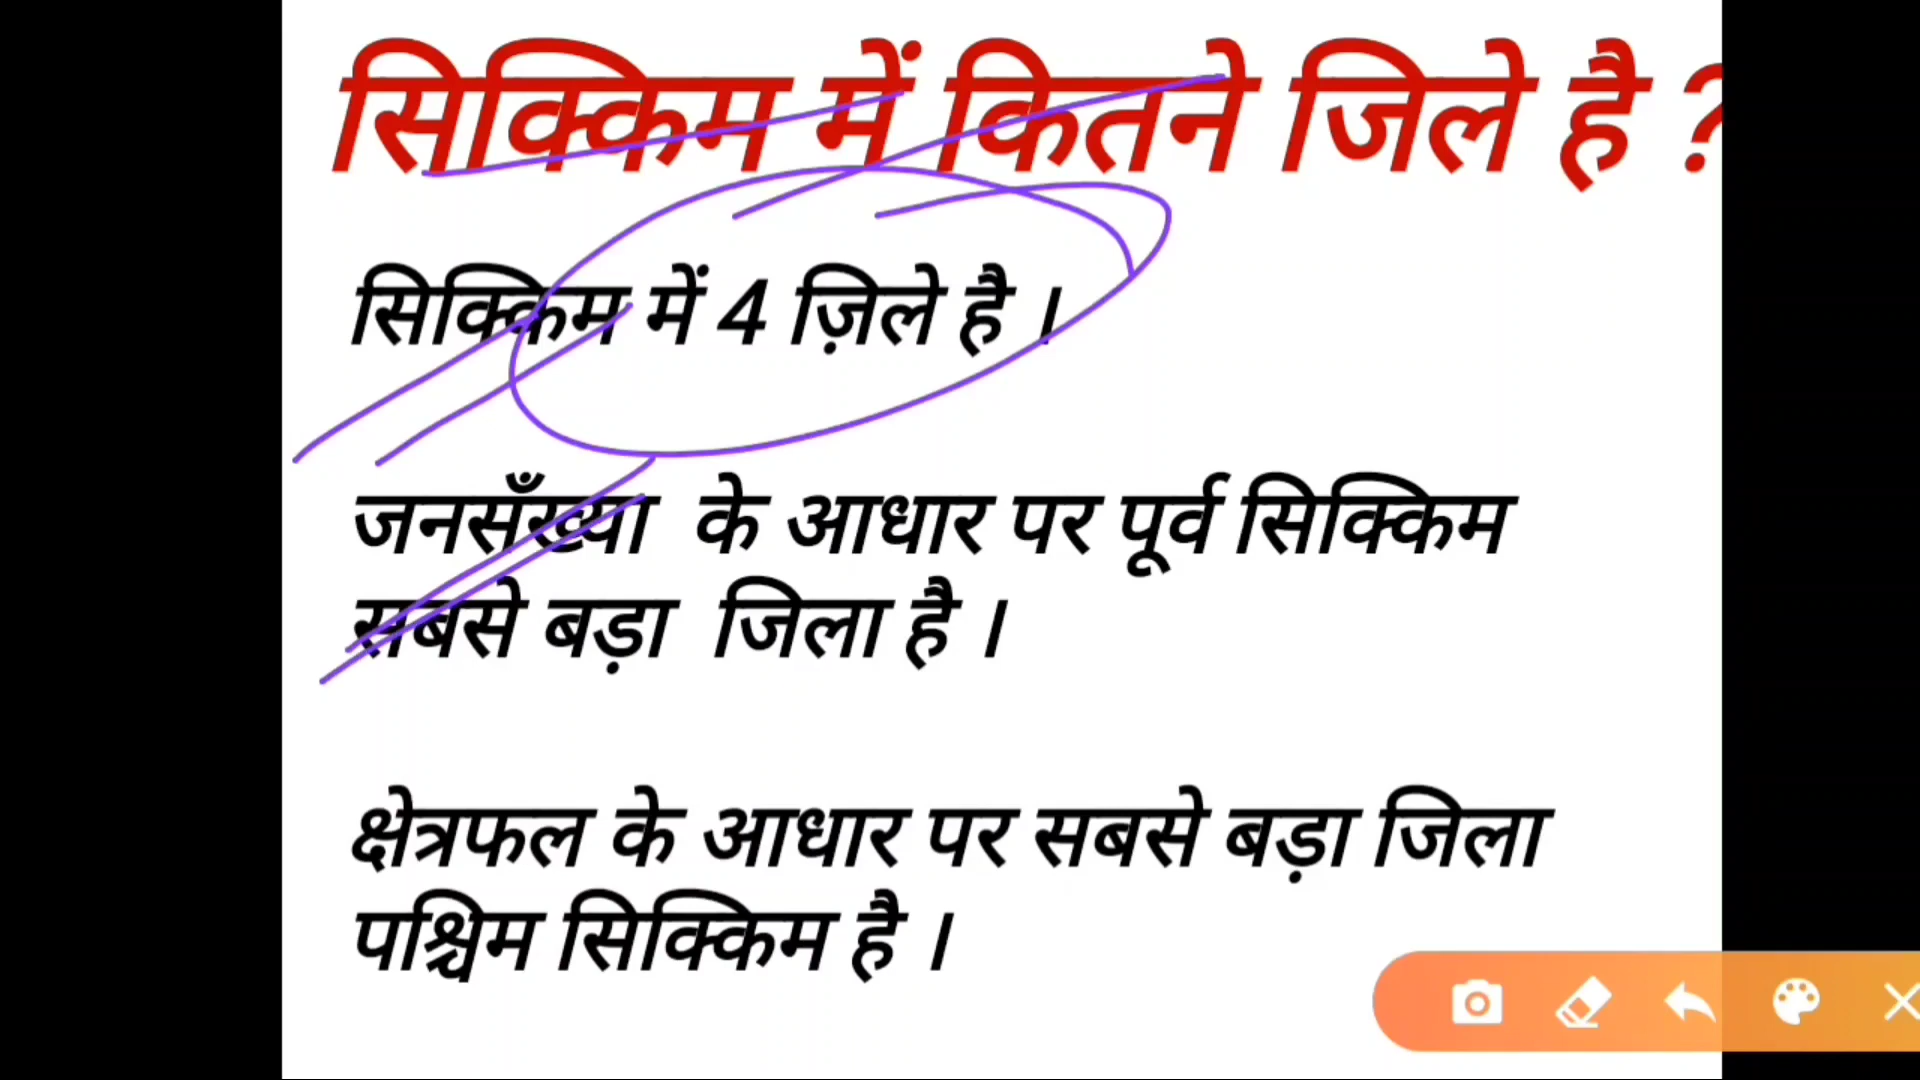 सिक्किम में कितने जिले है ?
सिक्किम में 4 ज़िले है ।
जनसँख्या के आधार पर पूर्व सिक्किम
सबसे बड़ा जिला है ।
क्षेत्रफल के आधार पर सबसे बड़ा जिला
पश्चिम सिक्किम है ।